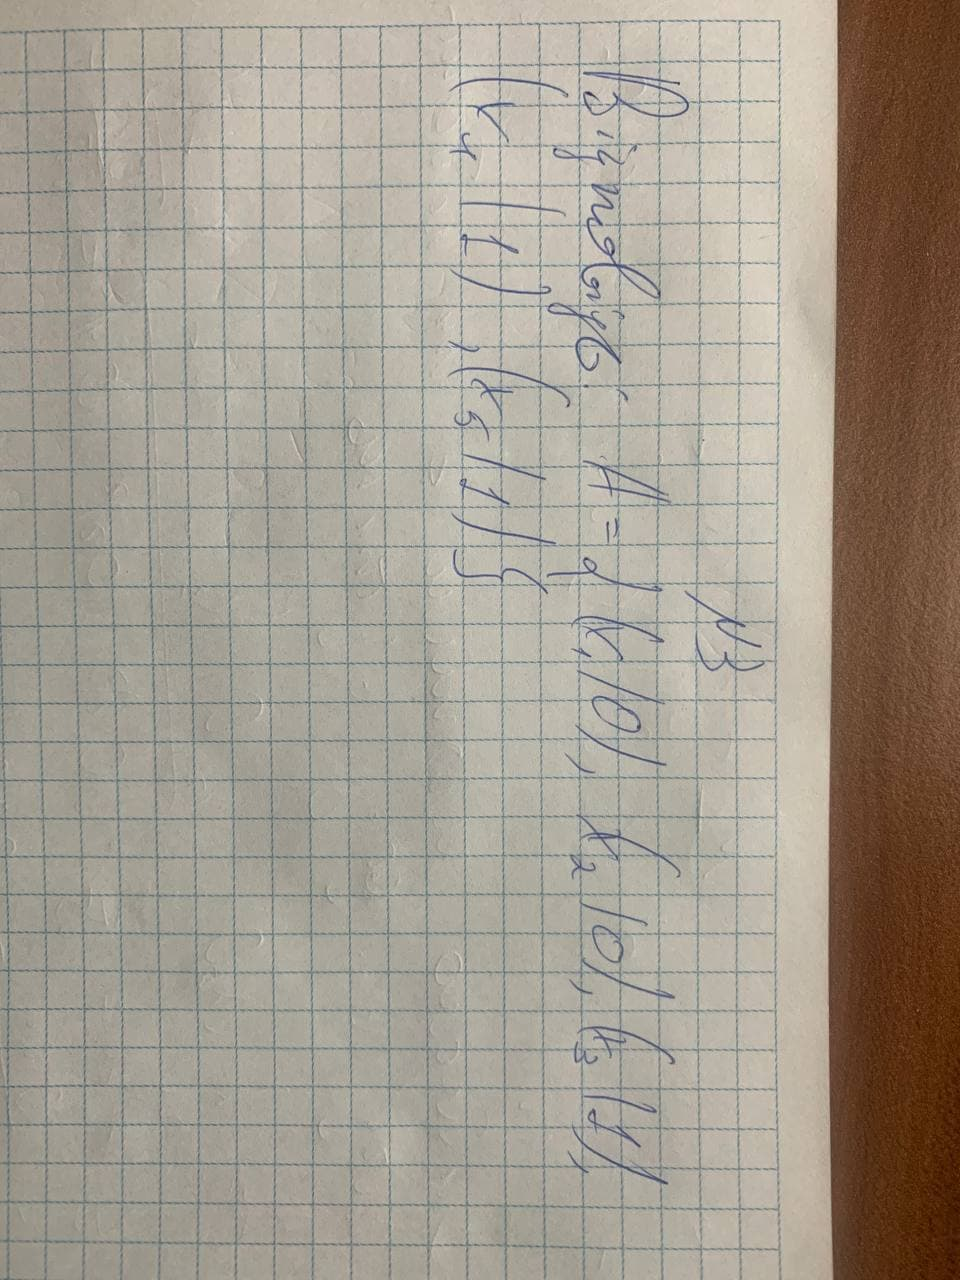 №3
Відповідь: A = {(x₁|0), (x₂|0), (x₃|1),
(x₄|1), (x₅|1)}